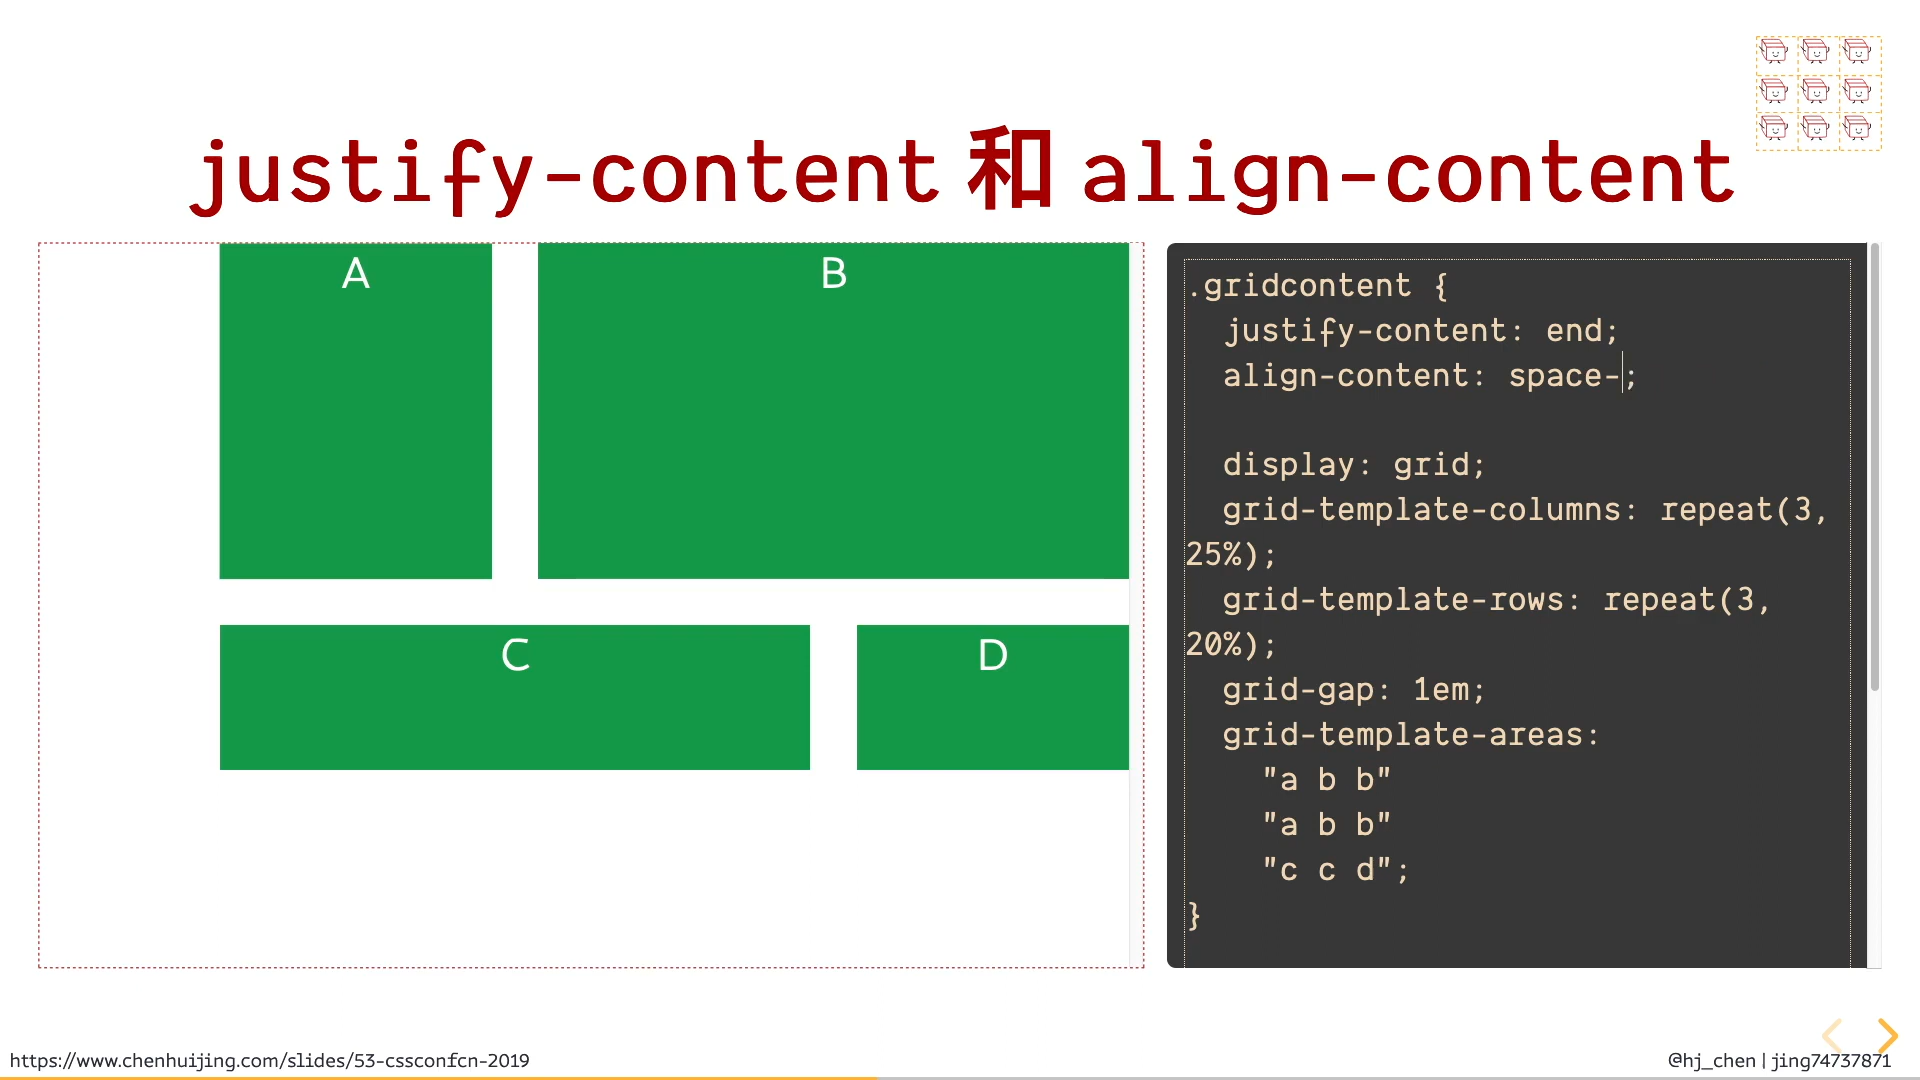 justify-content 和 align-content
A
B
C
D
.gridcontent {
justify-content: end;
align-content: space-;
display: grid;
grid-template-columns: repeat(3,
25%);
grid-template-rows: repeat(3,
20%);
grid-gap: 1em;
grid-template-areas:
"a b b"
"a b b"
"c c d";
}
https://www.chenhuijing.com/slides/53-cssconfcn-2019
@hj_chen | jing74737871